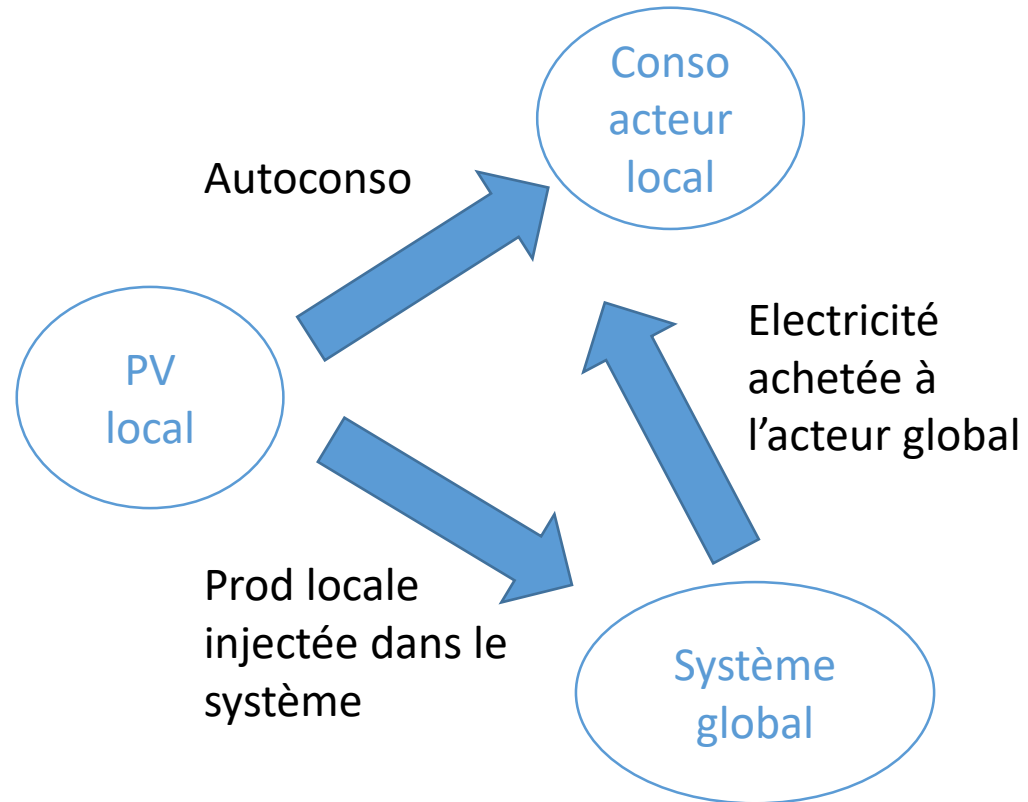 Conso
acteur
local
Autoconso
PV
local
Electricité
achetée à
l’acteur global
Prod locale
injectée dans le
système
Système
global